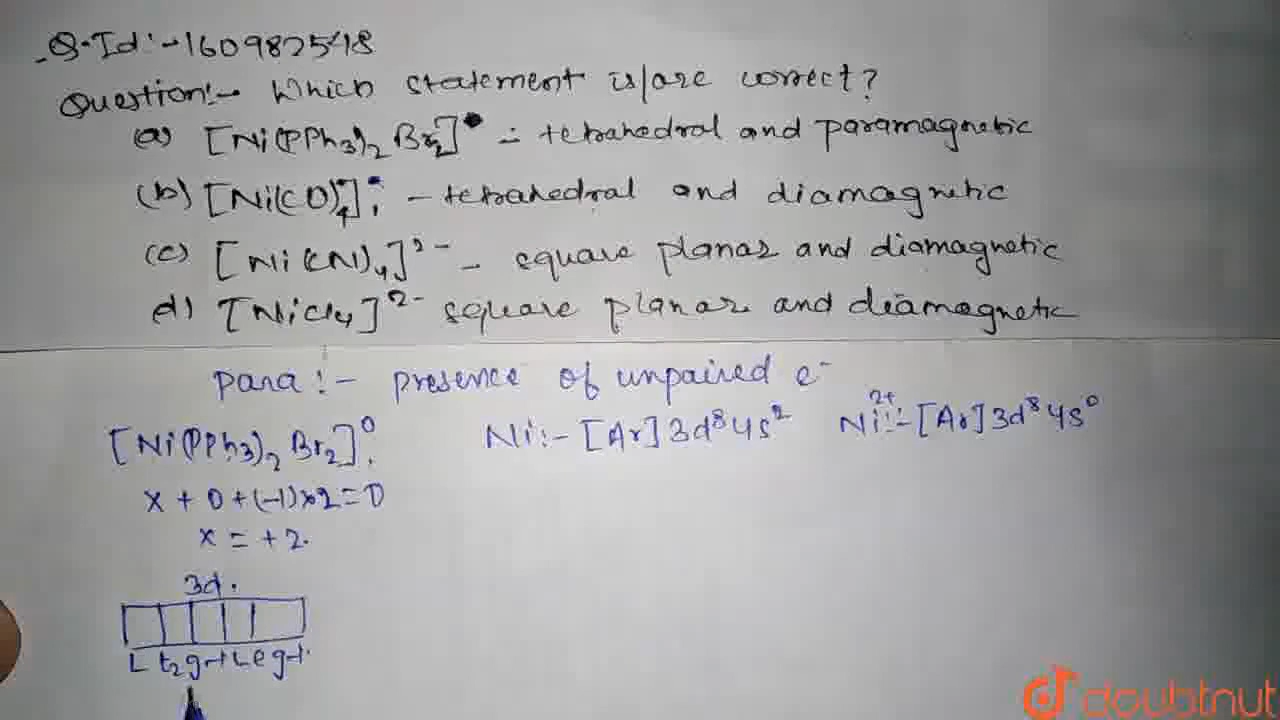 Q.Id:-160982548
Question:- Which statement is/are correct?
(a) [Ni(PPh3)2 Br2] - tetrahedral and paramagnetic
(b) [Ni(CO)4] - tetrahedral and diamagnetic
(c) [Ni(CN)4]2- - square planar and diamagnetic
d) [NiCl4]2- square planar and diamagnetic
Para :- presence of unpaired e-
[Ni(PPh3)2 Br2]0. Ni:- [Ar] 3d8 4s2 Ni2+:- [Ar] 3d8 4s0
x + 0 + (-1)x2 = 0
x = +2.
3d.
t2g eg
doubtnut